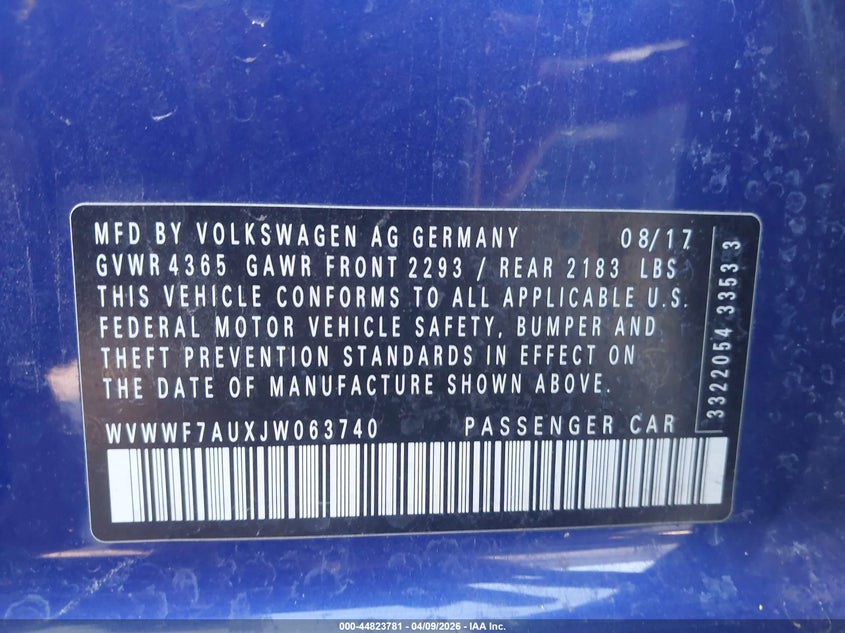 MFD BY VOLKSWAGEN AG GERMANY 08/17
GVWR 4365 GAWR FRONT 2293 / REAR 2183 LBS
THIS VEHICLE CONFORMS TO ALL APPLICABLE U.S.
FEDERAL MOTOR VEHICLE SAFETY, BUMPER AND
THEFT PREVENTION STANDARDS IN EFFECT ON
THE DATE OF MANUFACTURE SHOWN ABOVE.
WVWWF7AUXJW063740 PASSENGER CAR
3322054 33533
000-44823781 - 04/09/2026 - IAA Inc.